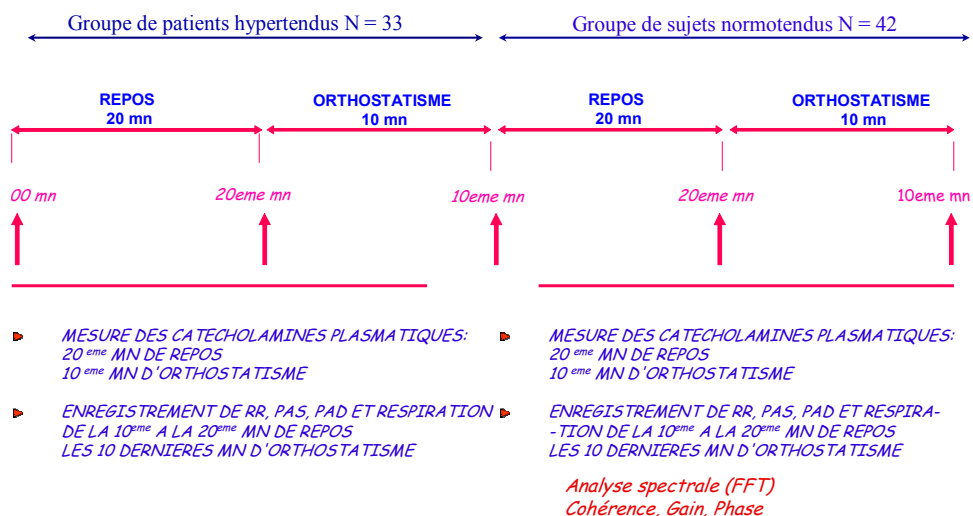 Groupe de patients hypertendus N = 33
Groupe de sujets normotendus N = 42
REPOS
20 mn
ORTHOSTATISME
10 mn
REPOS
20 mn
ORTHOSTATISME
10 mn
00 mn
20eme mn
10eme mn
20eme mn
10eme mn
MESURE DES CATECHOLAMINES PLASMATIQUES:
20 eme MN DE REPOS
10 eme MN D'ORTHOSTATISME
ENREGISTREMENT DE RR, PAS, PAD ET RESPIRATION
DE LA 10eme A LA 20eme MN DE REPOS
LES 10 DERNIERES MN D'ORTHOSTATISME
MESURE DES CATECHOLAMINES PLASMATIQUES:
20 eme MN DE REPOS
10 eme MN D'ORTHOSTATISME
ENREGISTREMENT DE RR, PAS, PAD ET RESPIRA-
-TION DE LA 10eme A LA 20eme MN DE REPOS
LES 10 DERNIERES MN D'ORTHOSTATISME
Analyse spectrale (FFT)
Cohérence, Gain, Phase